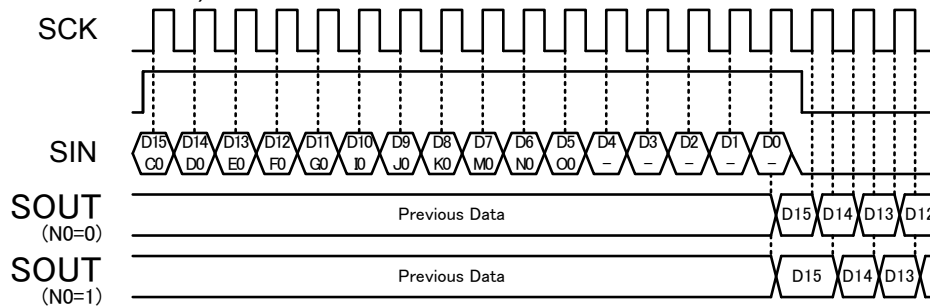 SCK
SIN
D15 D14 D13 D12 D11 D10 D9 D8 D7 D6 D5 D4 D3 D2 D1 D0
C0 D0 E0 F0 G0 I0 J0 K0 M0 N0 O0 - - - - -
SOUT
(N0=0)
Previous Data
D15 D14 D13 D12
SOUT
(N0=1)
Previous Data
D15 D14 D13